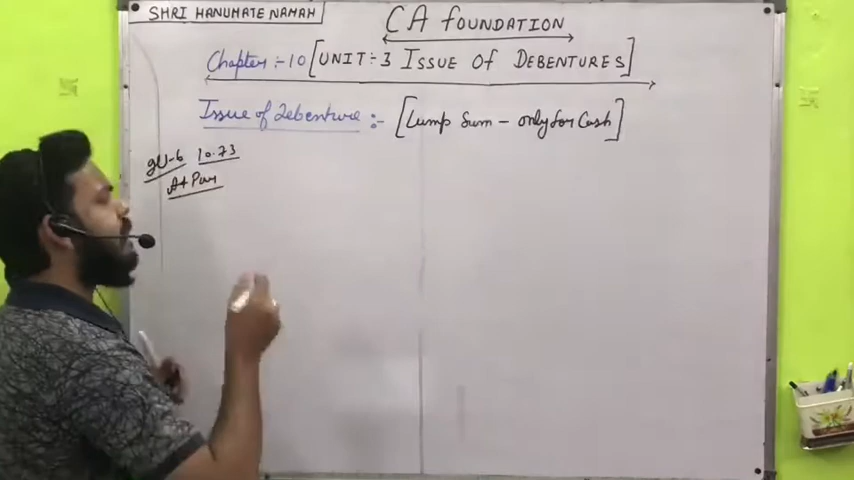 SHRI HANUMATE NAMAH
CA FOUNDATION
Chapter :- 10 [UNIT :- 3 ISSUE OF DEBENTURES]
Issue of Debenture :- [Lump Sum - only for Cash]
ILL-6 10.73
At Par